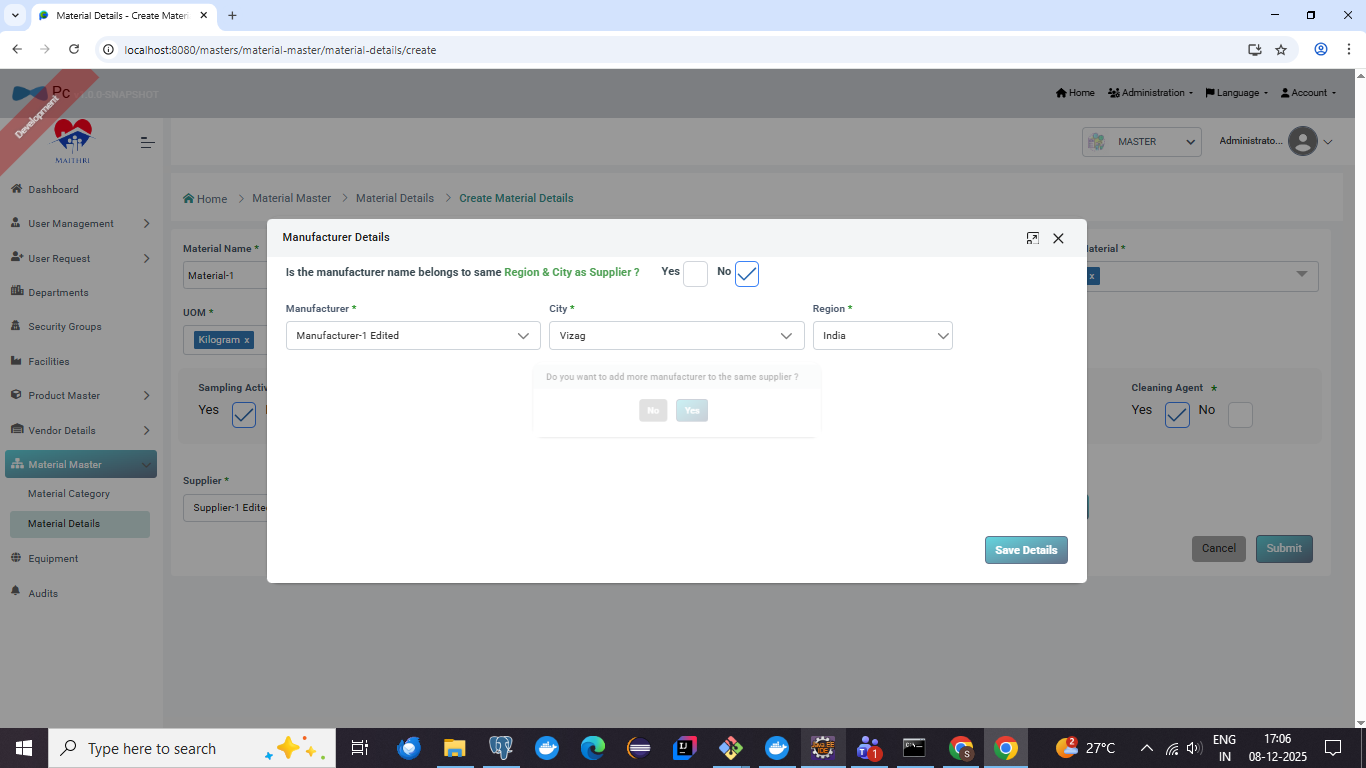 Material Details - Create Materi
localhost:8080/masters/material-master/material-details/create
Pc
.0.0-SNAPSHOT
Development
Home
Administration
Language
Account
MAITHRI
MASTER
Administrato...
Dashboard
User Management
User Request
Departments
Security Groups
Facilities
Product Master
Vendor Details
Material Master
Material Category
Material Details
Equipment
Audits
Home
Material Master
Material Details
Create Material Details
Material Name *
Material-1
aterial *
x
UOM *
Kilogram x
Sampling Activ
Yes
Cleaning Agent *
Yes
No
Supplier *
Supplier-1 Edite
Cancel
Submit
Manufacturer Details
Is the manufacturer name belongs to same Region & City as Supplier ?
Yes
No
Manufacturer *
City *
Region *
Manufacturer-1 Edited
Vizag
India
Do you want to add more manufacturer to the same supplier ?
No
Yes
Save Details
Type here to search
27°C
ENG
IN
17:06
08-12-2025